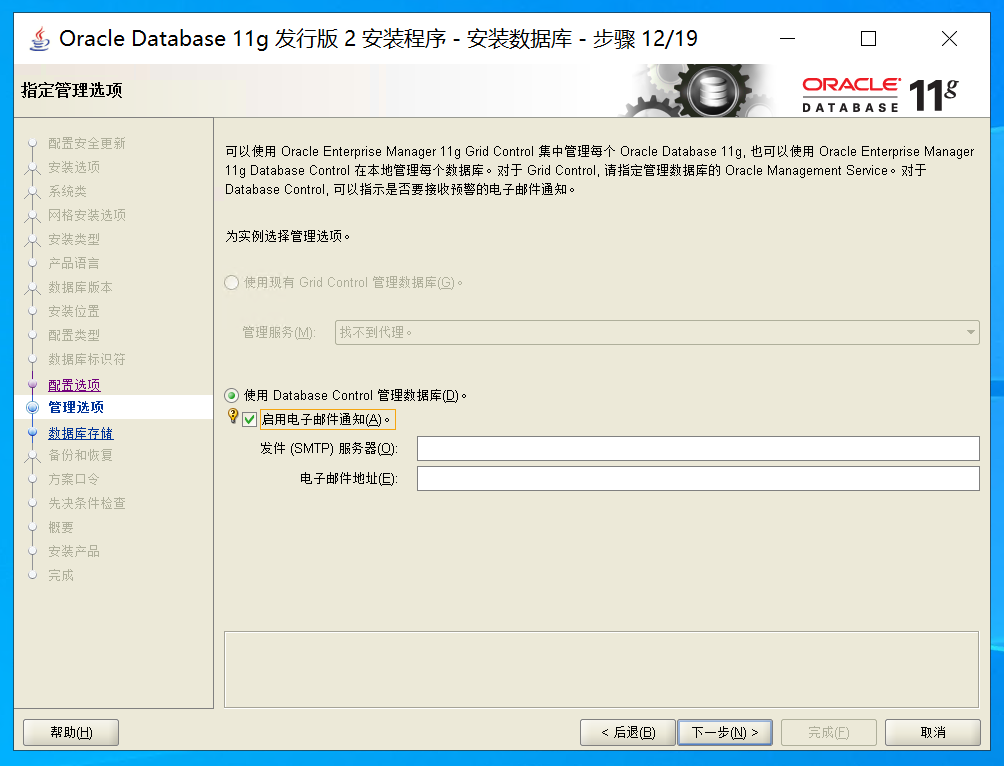 Oracle Database 11g 发行版 2 安装程序 - 安装数据库 - 步骤 12/19
指定管理选项
ORACLE
DATABASE
11g
配置安全更新
安装选项
系统类
网格安装选项
安装类型
产品语言
数据库版本
安装位置
配置类型
数据库标识符
配置选项
管理选项
数据库存储
备份和恢复
方案口令
先决条件检查
概要
安装产品
完成
可以使用 Oracle Enterprise Manager 11g Grid Control 集中管理每个 Oracle Database 11g, 也可以使用 Oracle Enterprise Manager
11g Database Control 在本地管理每个数据库。对于 Grid Control, 请指定管理数据库的 Oracle Management Service。对于
Database Control, 可以指示是否要接收预警的电子邮件通知。
为实例选择管理选项。
使用现有 Grid Control 管理数据库(G)。
管理服务(M): 找不到代理。
使用 Database Control 管理数据库(D)。
启用电子邮件通知(A)。
发件 (SMTP) 服务器(O):
电子邮件地址(E):
帮助(H) < 后退(B) 下一步(N) > 完成(F) 取消